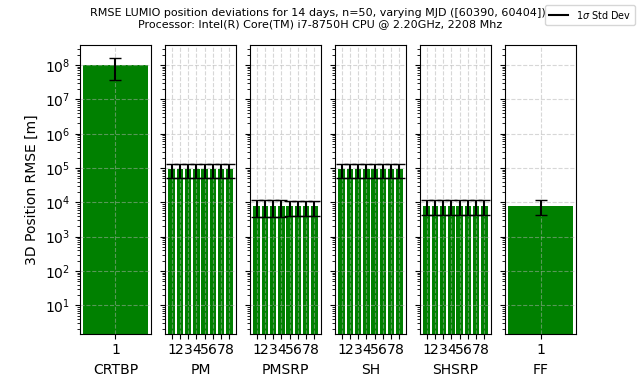 RMSE LUMIO position deviations for 14 days, n=50, varying MJD ([60390, 60404])
Processor: Intel(R) Core(TM) i7-8750H CPU @ 2.20GHz, 2208 Mhz
1σ Std Dev
3D Position RMSE [m]
10⁸
10⁷
10⁶
10⁵
10⁴
10³
10²
10¹
1
12345678
12345678
12345678
12345678
1
CRTBP
PM
PMSRP
SH
SHSRP
FF